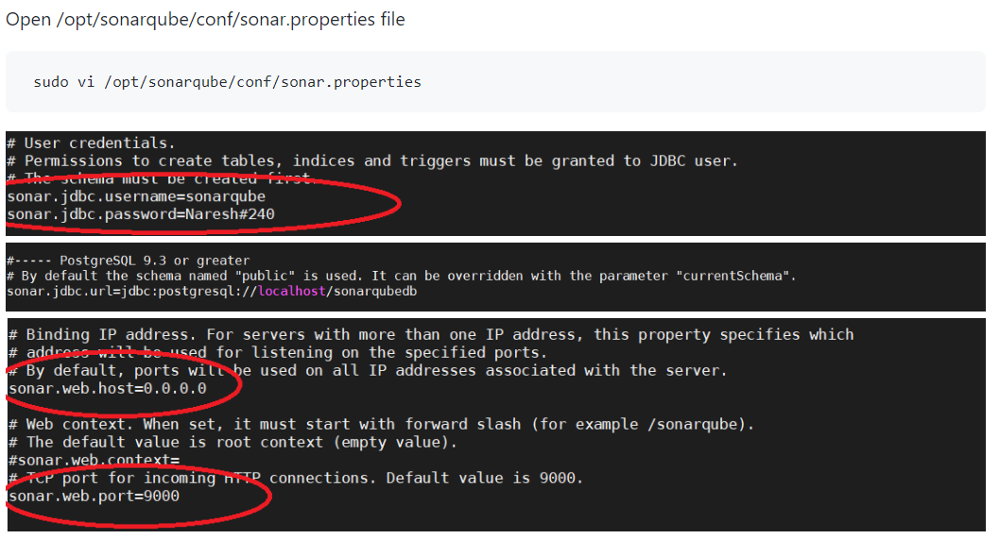 Open /opt/sonarqube/conf/sonar.properties file
sudo vi /opt/sonarqube/conf/sonar.properties
# User credentials.
# Permissions to create tables, indices and triggers must be granted to JDBC user.
# The schema must be created first.
sonar.jdbc.username=sonarqube
sonar.jdbc.password=Naresh#240
#----- PostgreSQL 9.3 or greater
# By default the schema named "public" is used. It can be overridden with the parameter "currentSchema".
sonar.jdbc.url=jdbc:postgresql://localhost/sonarqubedb
# Binding IP address. For servers with more than one IP address, this property specifies which
# address will be used for listening on the specified ports.
# By default, ports will be used on all IP addresses associated with the server.
sonar.web.host=0.0.0.0
# Web context. When set, it must start with forward slash (for example /sonarqube).
# The default value is root context (empty value).
#sonar.web.context=
# TCP port for incoming HTTP connections. Default value is 9000.
sonar.web.port=9000